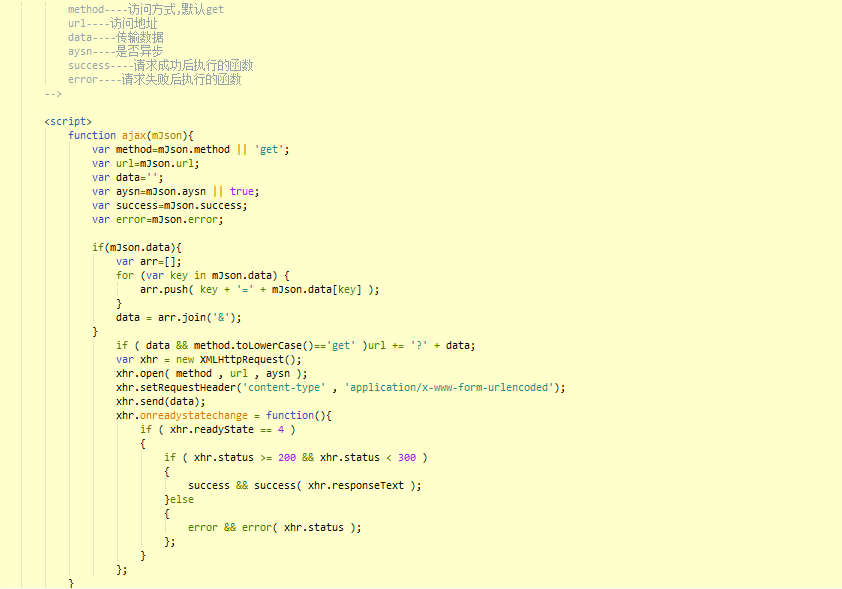 method----访问方式,默认get
url----访问地址
data----传输数据
aysn----是否异步
success----请求成功后执行的函数
error----请求失败后执行的函数
-->
<script>
function ajax(mJson){
var method=mJson.method || 'get';
var url=mJson.url;
var data='';
var aysn=mJson.aysn || true;
var success=mJson.success;
var error=mJson.error;
if(mJson.data){
var arr=[];
for (var key in mJson.data) {
arr.push( key + '=' + mJson.data[key] );
}
data = arr.join('&');
}
if ( data && method.toLowerCase()=='get' )url += '?' + data;
var xhr = new XMLHttpRequest();
xhr.open( method , url , aysn );
xhr.setRequestHeader('content-type' , 'application/x-www-form-urlencoded');
xhr.send(data);
xhr.onreadystatechange = function(){
if ( xhr.readyState == 4 )
{
if ( xhr.status >= 200 && xhr.status < 300 )
{
success && success( xhr.responseText );
}else
{
error && error( xhr.status );
};
}
};
}